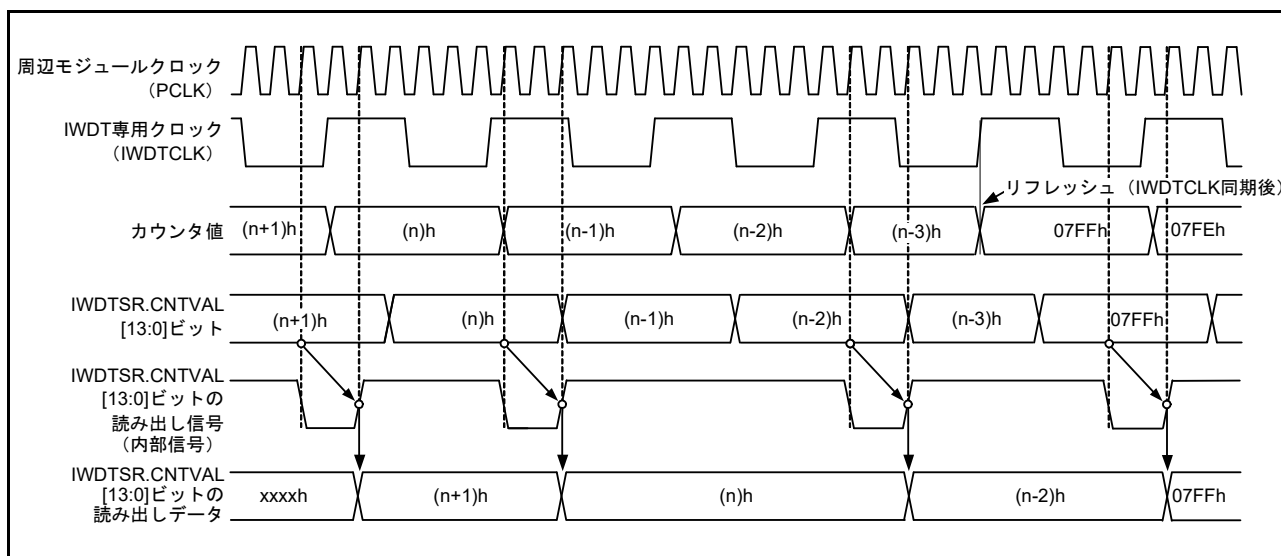 周辺モジュールクロック
（PCLK）
IWDT専用クロック
（IWDTCLK）
リフレッシュ（IWDTCLK同期後）
カウンタ値
(n+1)h
(n)h
(n-1)h
(n-2)h
(n-3)h
07FFh
07FEh
IWDTSR.CNTVAL
[13:0]ビット
(n+1)h
(n)h
(n-1)h
(n-2)h
(n-3)h
07FFh
IWDTSR.CNTVAL
[13:0]ビットの
読み出し信号
（内部信号）
IWDTSR.CNTVAL
[13:0]ビットの
読み出しデータ
xxxxh
(n+1)h
(n)h
(n-2)h
07FFh